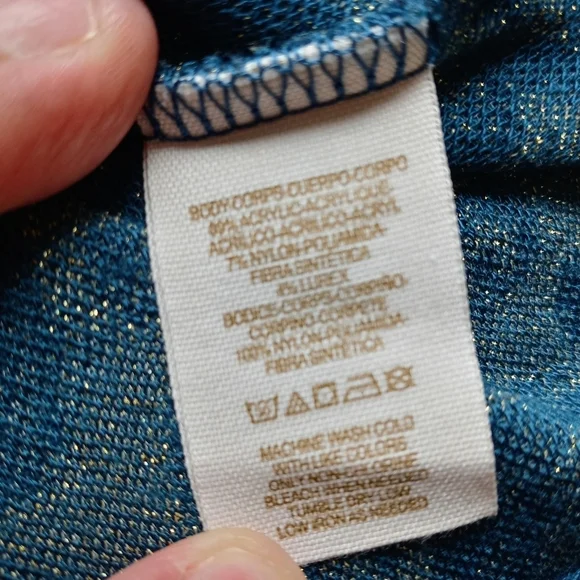 BODY-CORPS-CUERPO-CORPO
89% ACRYLIC-ACRYLIQUE
ACRILICO-ACRILICO-ACRYL
7% NYLON-POLIAMIDA-
FIBRA SINTETICA
4% LUREX
BODICE-CORPS-CORPIÑO-
CORPINO-CORPETE
100% NYLON-POLIAMIDA-
FIBRA SINTETICA
MACHINE WASH COLD
WITH LIKE COLORS
ONLY NON-CHLORINE
BLEACH WHEN NEEDED
TUMBLE DRY LOW
LOW IRON AS NEEDED